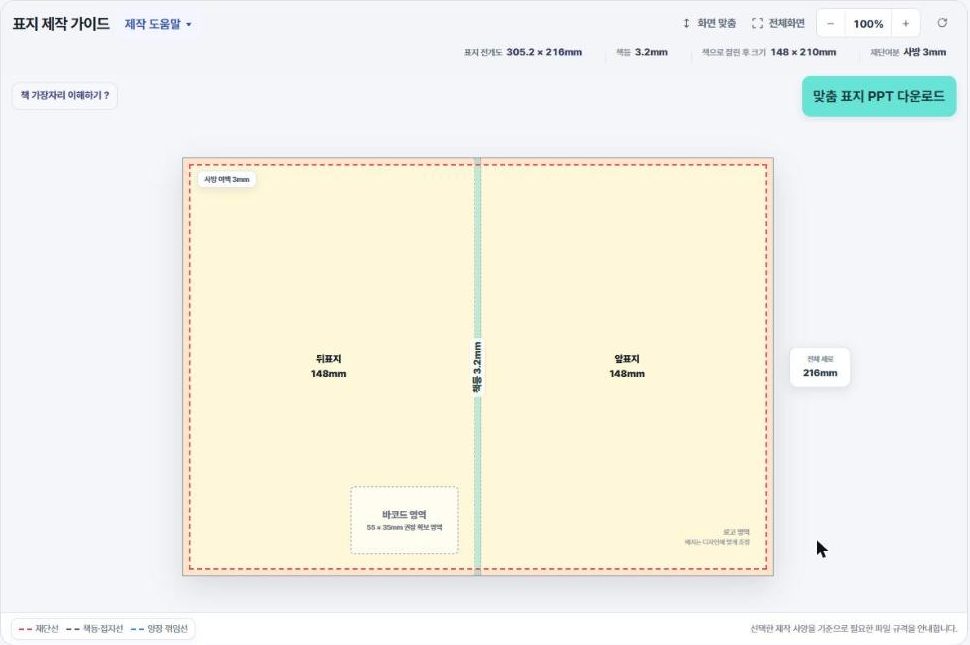 표지 제작 가이드
제작 도움말
화면 맞춤
전체화면
− 100% +
표지 전개도 305.2 × 216mm
책등 3.2mm
책으로 잘린 후 크기 148 × 210mm
재단여분 사방 3mm
책 가장자리 이해하기 ?
맞춤 표지 PPT 다운로드
사방 여백 3mm
뒤표지
148mm
책등 3.2mm
앞표지
148mm
전체 세로
216mm
바코드 영역
55 × 35mm 권장 확보 영역
로고 영역
배치는 디자인에 맞게 조정
재단선
책등·접지선
양장 꺾임선
선택한 제작 사양을 기준으로 필요한 파일 규격을 안내합니다.